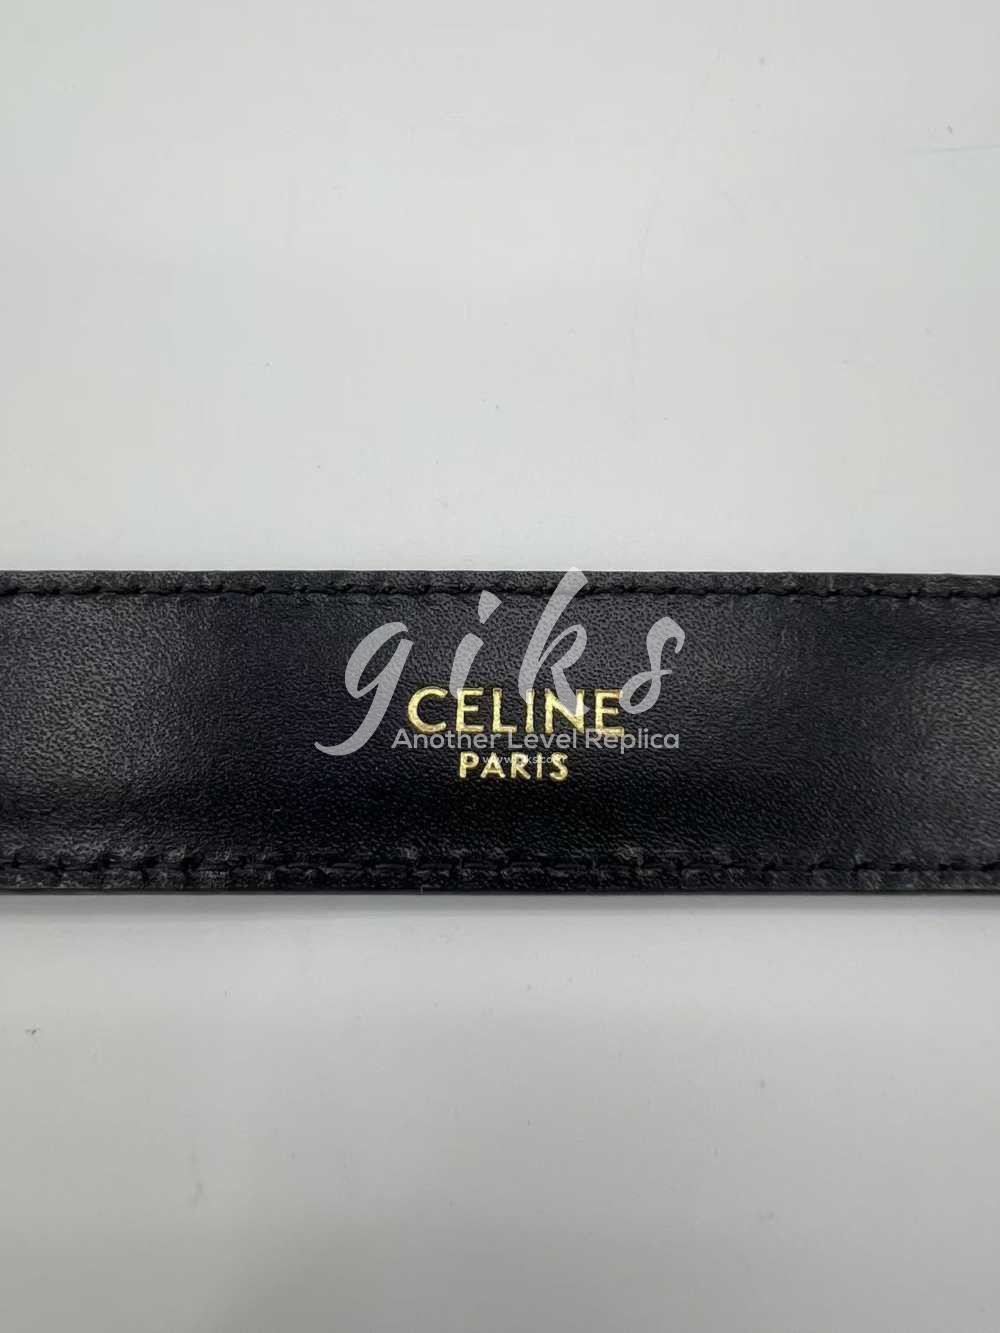 giks
CELINE
Another Level Replica
PARIS